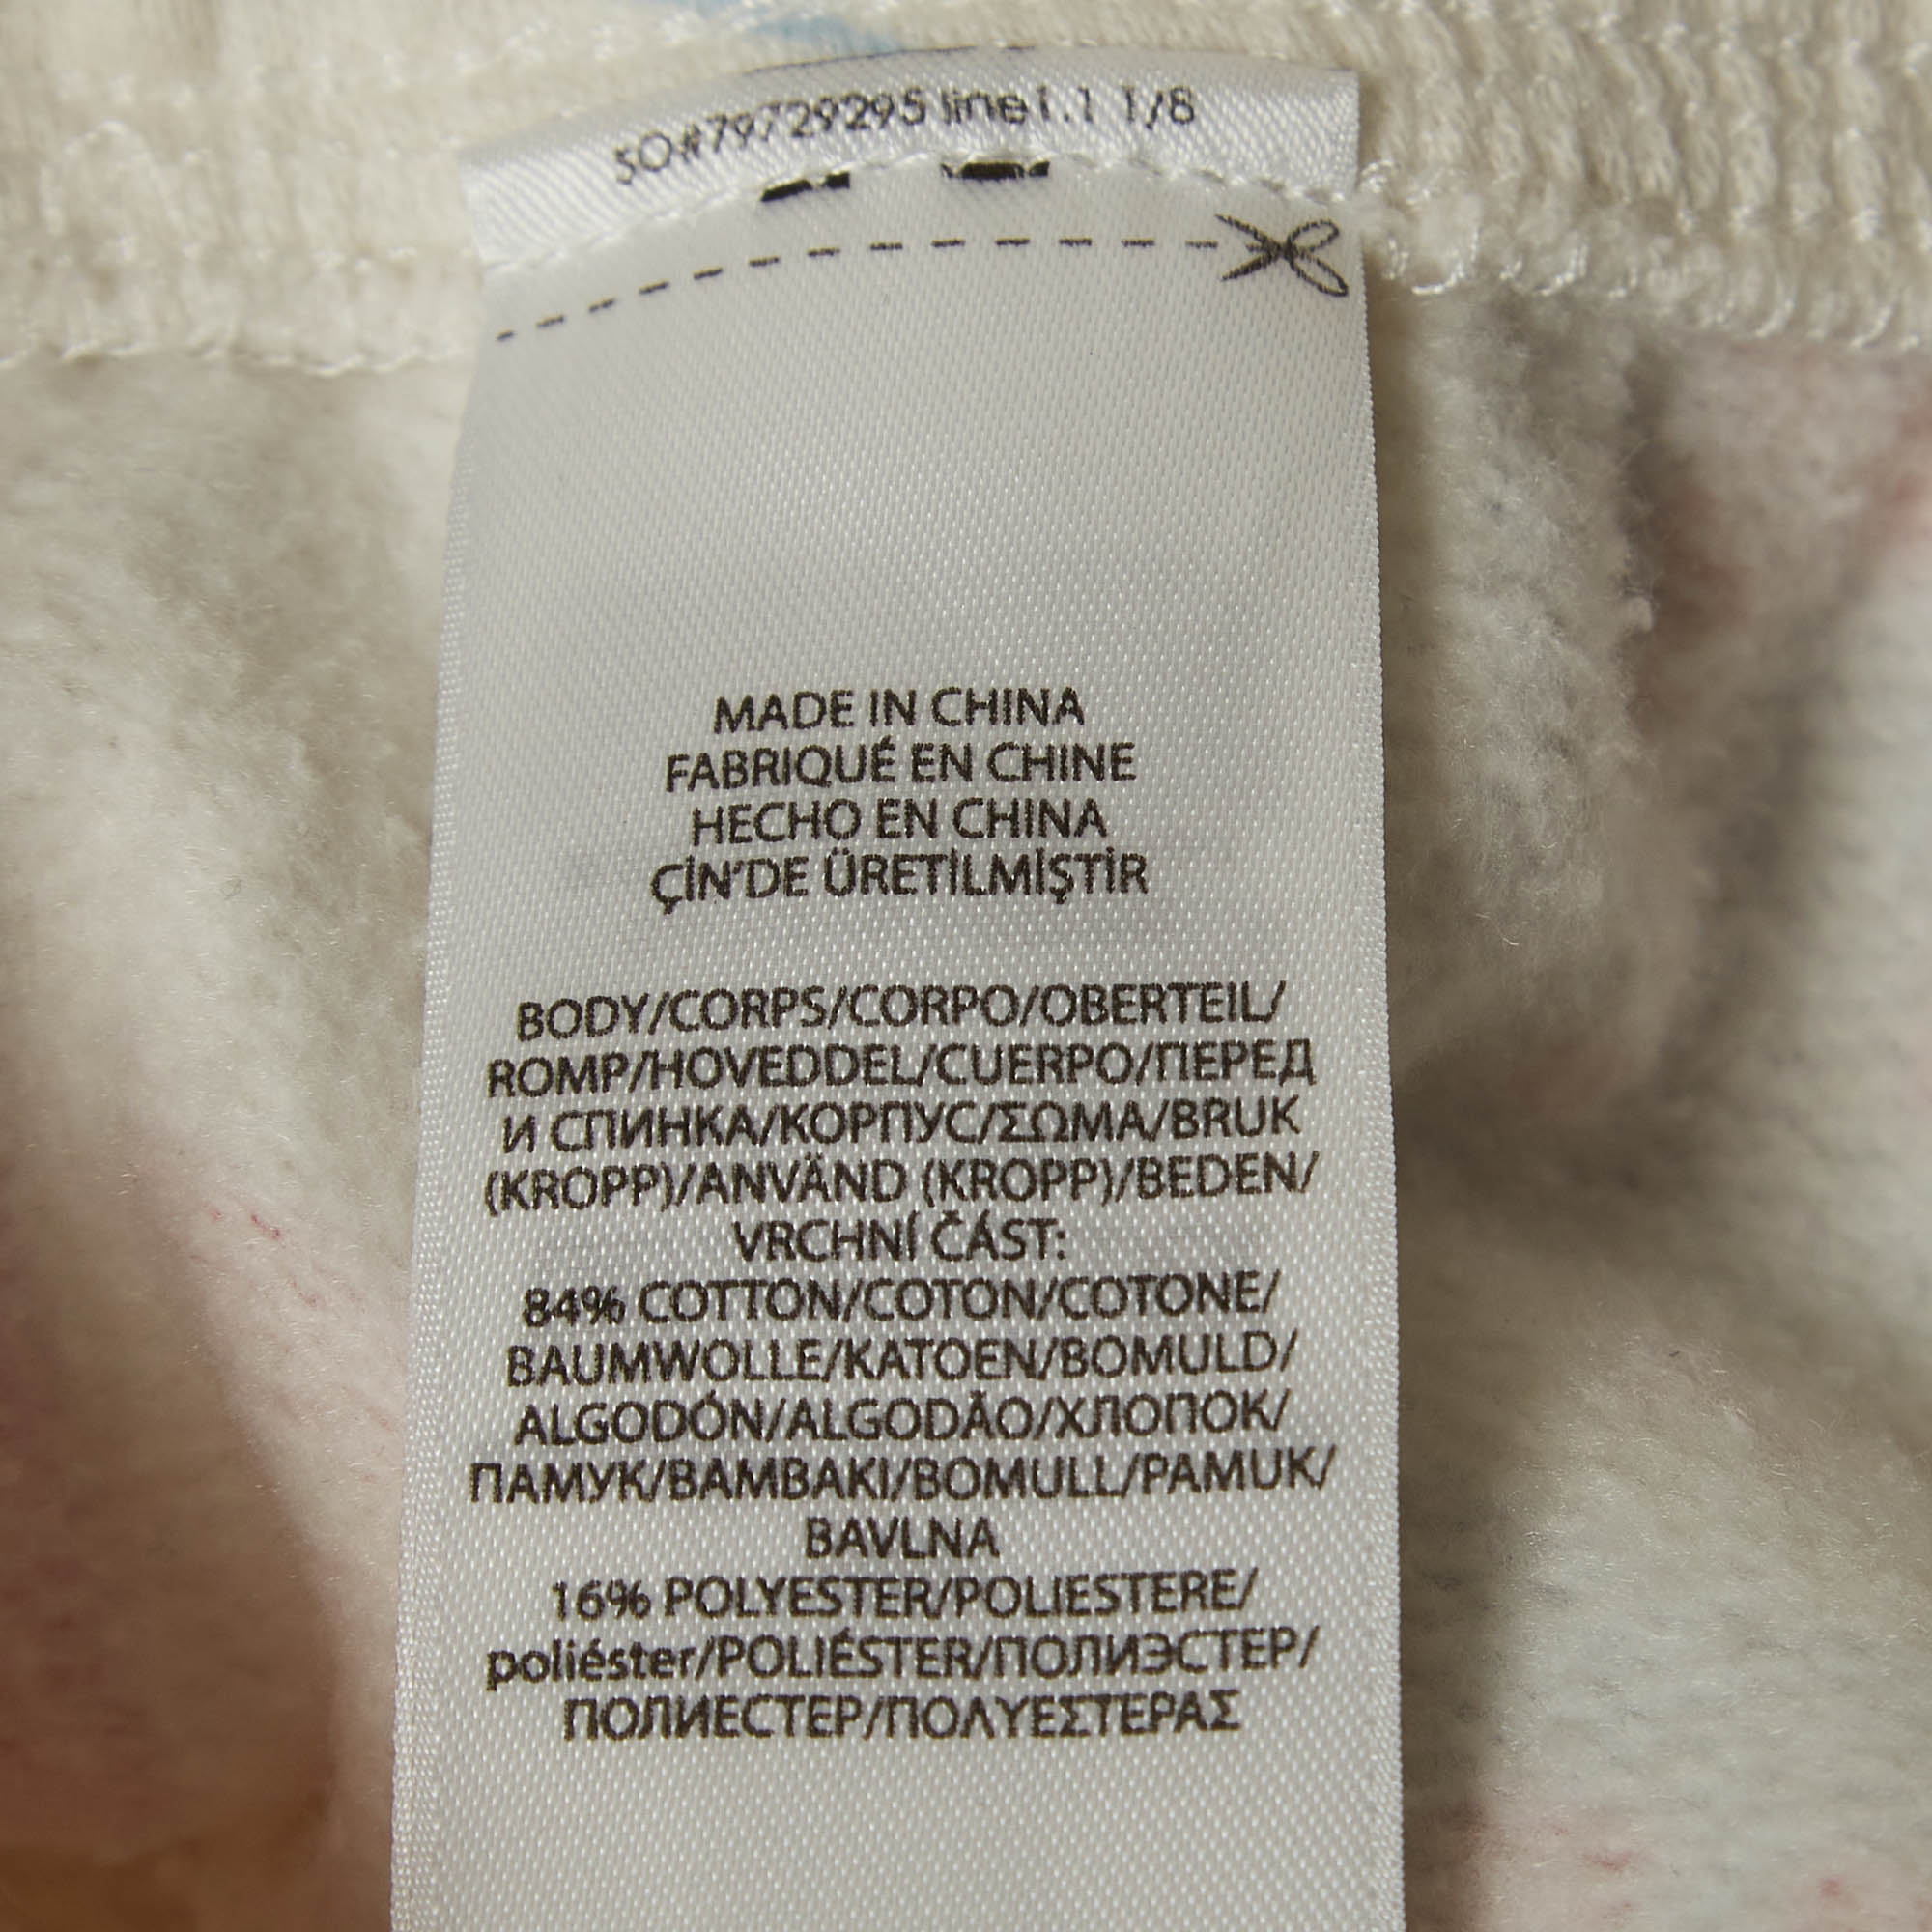 SO#79729295 line1.1 1/8
MADE IN CHINA
FABRIQUÉ EN CHINE
HECHO EN CHINA
ÇİN'DE ÜRETİLMİŞTİR
BODY/CORPS/CORPO/OBERTEIL/
ROMP/HOVEDDEL/CUERPO/ПЕРЕД
И СПИНКА/КОРПУС/ΣΩΜΑ/BRUK
(KROPP)/ANVÄND (KROPP)/BEDEN/
VRCHNÍ ČÁST:
84% COTTON/COTON/COTONE/
BAUMWOLLE/KATOEN/BOMULD/
ALGODÓN/ALGODÃO/ХЛОПОК/
ПАМУК/ΒΑΜΒΑΚΙ/BOMULL/PAMUK/
BAVLNA
16% POLYESTER/POLIESTERE/
poliéster/POLIÉSTER/ПОЛИЭСТЕР/
ПОЛИЕСТЕР/ΠΟΛΥΕΣΤΕΡΑΣ